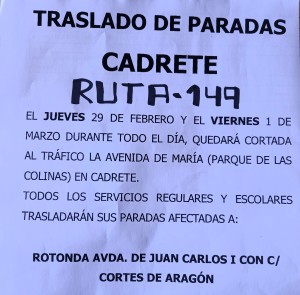 TRASLADO DE PARADAS
CADRETE
RUTA-149
EL JUEVES 29 DE FEBRERO Y EL VIERNES 1 DE
MARZO DURANTE TODO EL DÍA, QUEDARÁ CORTADA
AL TRÁFICO LA AVENIDA DE MARÍA (PARQUE DE LAS
COLINAS) EN CADRETE.
TODOS LOS SERVICIOS REGULARES Y ESCOLARES
TRASLADARÁN SUS PARADAS AFECTADAS A:
ROTONDA AVDA. DE JUAN CARLOS I CON C/
CORTES DE ARAGÓN